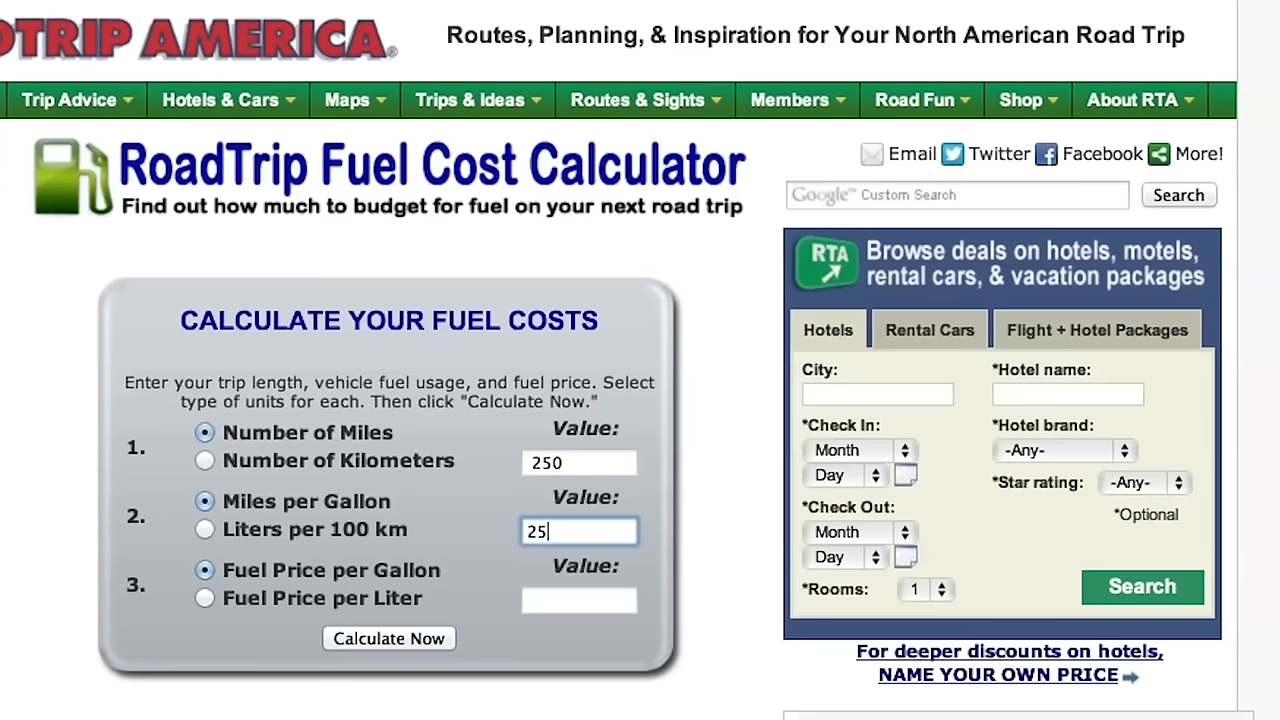 DTRIP AMERICA®
Routes, Planning, & Inspiration for Your North American Road Trip
Trip Advice Hotels & Cars Maps Trips & Ideas Routes & Sights Members Road Fun Shop About RTA
RoadTrip Fuel Cost Calculator
Find out how much to budget for fuel on your next road trip
Email Twitter Facebook More!
Google™ Custom Search Search
CALCULATE YOUR FUEL COSTS
Enter your trip length, vehicle fuel usage, and fuel price. Select
type of units for each. Then click "Calculate Now."
1. Number of Miles Value:
Number of Kilometers 250
2. Miles per Gallon Value:
Liters per 100 km 25
3. Fuel Price per Gallon Value:
Fuel Price per Liter
Calculate Now
RTA Browse deals on hotels, motels,
rental cars, & vacation packages
Hotels Rental Cars Flight + Hotel Packages
City: *Hotel name:
*Check In: *Hotel brand:
Month -Any-
Day *Star rating: -Any-
*Check Out: *Optional
Month
Day
*Rooms: 1 Search
For deeper discounts on hotels,
NAME YOUR OWN PRICE